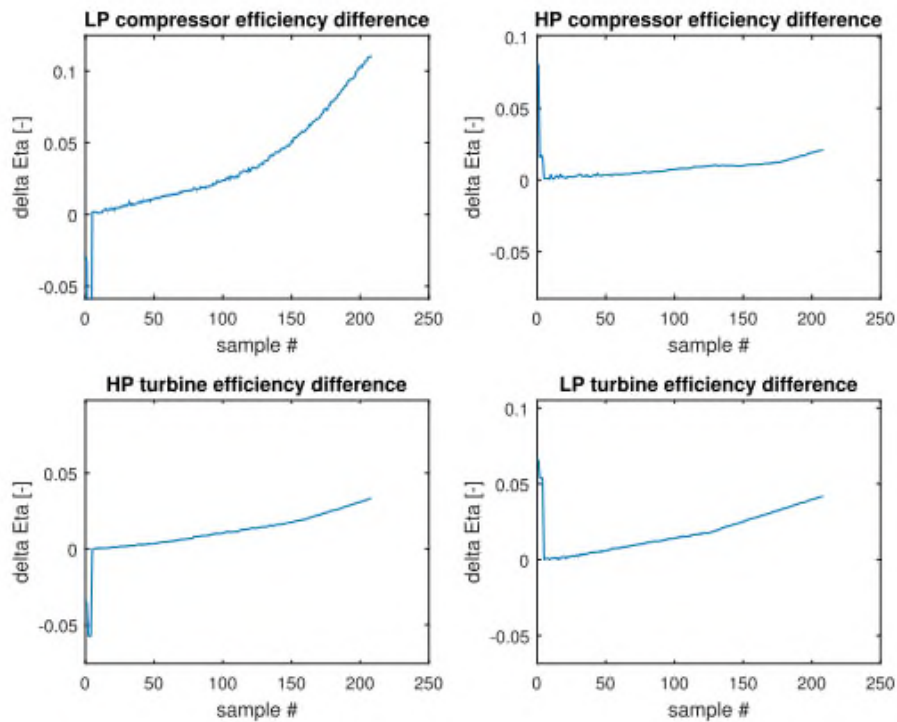 LP compressor efficiency difference
0.1
0.05
0
-0.05
delta Eta [-]
0 50 100 150 200 250
sample #
HP compressor efficiency difference
0.1
0.05
0
-0.05
delta Eta [-]
0 50 100 150 200 250
sample #
HP turbine efficiency difference
0.05
0
-0.05
delta Eta [-]
0 50 100 150 200 250
sample #
LP turbine efficiency difference
0.1
0.05
0
-0.05
delta Eta [-]
0 50 100 150 200 250
sample #